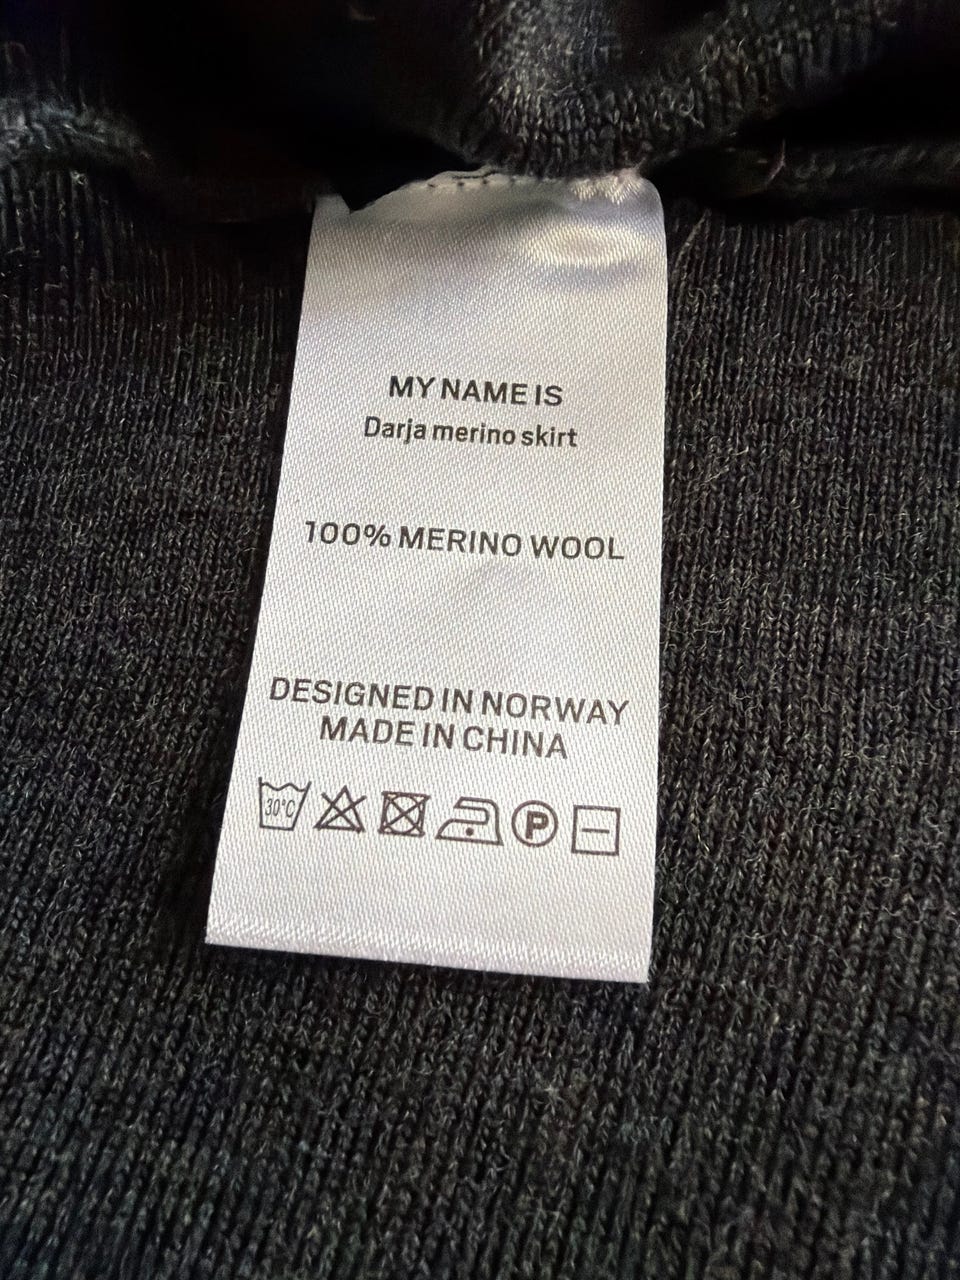 MY NAME IS
Darja merino skirt
100% MERINO WOOL
DESIGNED IN NORWAY
MADE IN CHINA
30°C P